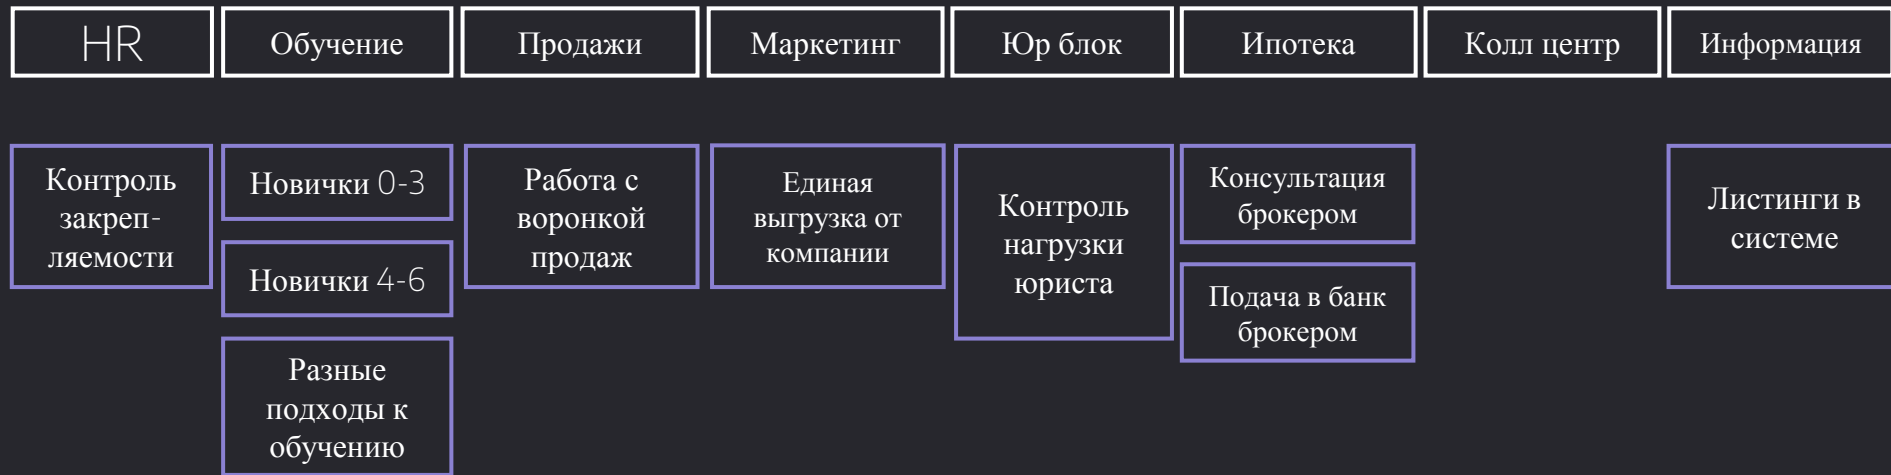 HR
Обучение
Продажи
Маркетинг
Юр блок
Ипотека
Колл центр
Информация
Контроль
закреп-
ляемости
Новички 0-3
Новички 4-6
Разные
подходы к
обучению
Работа с
воронкой
продаж
Единая
выгрузка от
компании
Контроль
нагрузки
юриста
Консультация
брокером
Подача в банк
брокером
Листинги в
системе